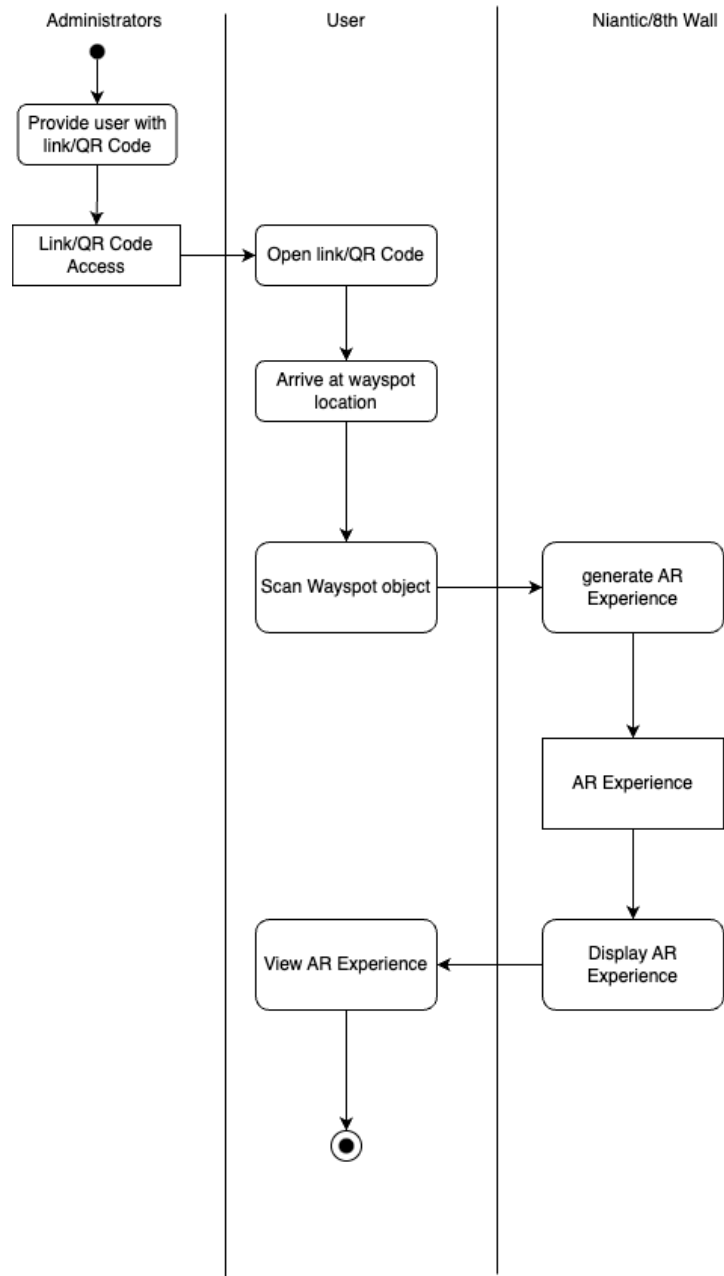 Administrators
User
Niantic/8th Wall
Provide user with
link/QR Code
Link/QR Code
Access
Open link/QR Code
Arrive at wayspot
location
Scan Wayspot object
generate AR
Experience
AR Experience
View AR Experience
Display AR
Experience